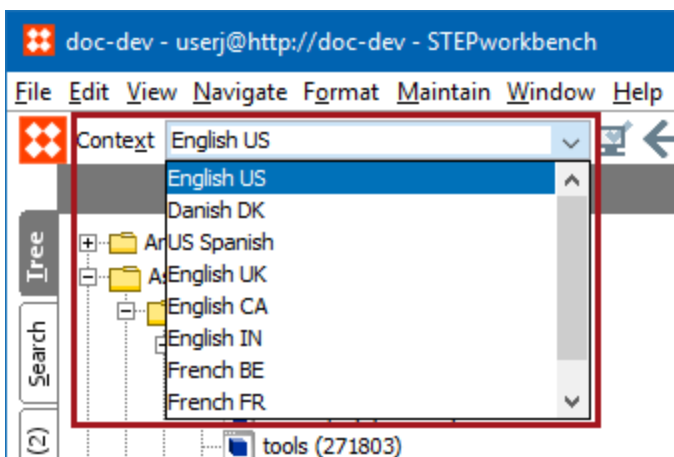 doc-dev - userj@http://doc-dev - STEPworkbench
File Edit View Navigate Format Maintain Window Help
Context English US
English US
Danish DK
US Spanish
English UK
English CA
English IN
French BE
French FR
Tree
Search
(2)
tools (271803)